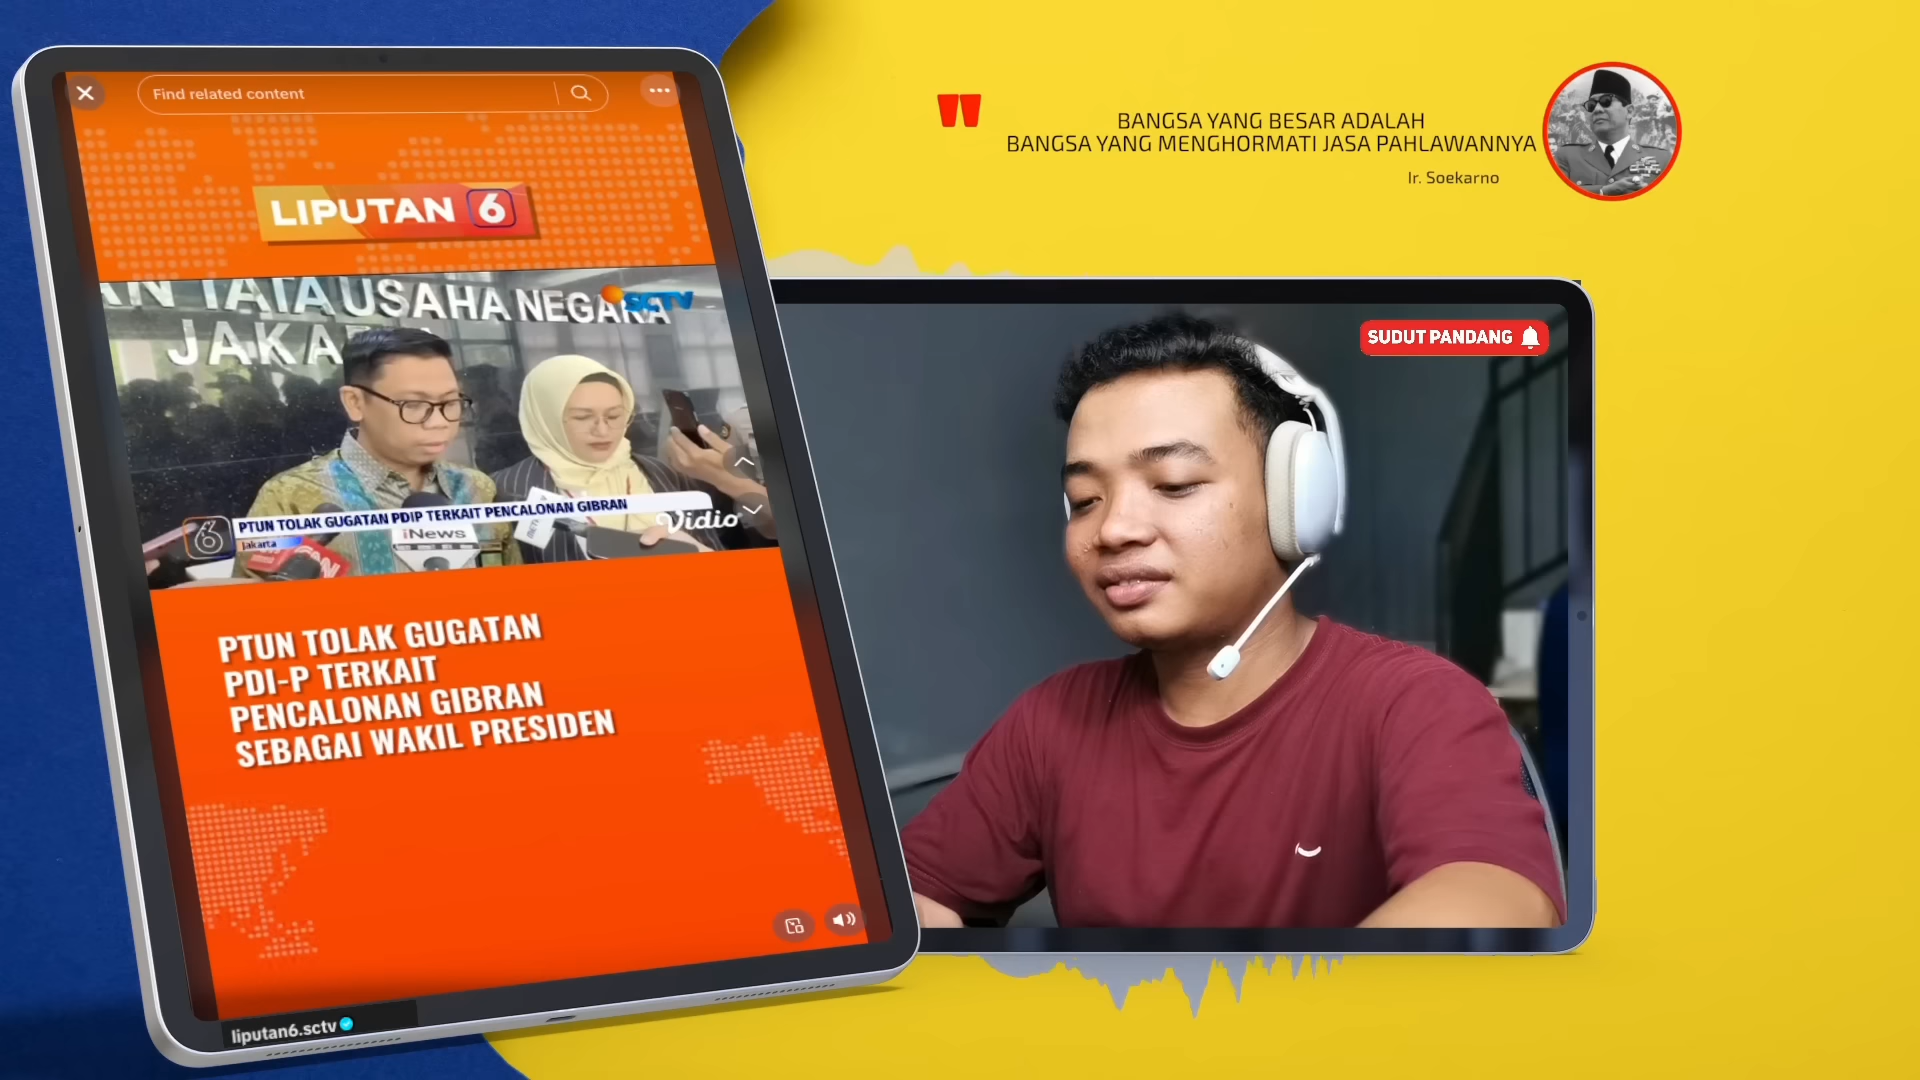 Find related content
LIPUTAN 6
TATA USAHA NEGARA
JAKA
SCTV
PTUN TOLAK GUGATAN PDIP TERKAIT PENCALONAN GIBRAN
6
Jakarta
iNews
Vidio
PTUN TOLAK GUGATAN
PDI-P TERKAIT
PENCALONAN GIBRAN
SEBAGAI WAKIL PRESIDEN
liputan6.sctv
BANGSA YANG BESAR ADALAH
BANGSA YANG MENGHORMATI JASA PAHLAWANNYA
Ir. Soekarno
SUDUT PANDANG